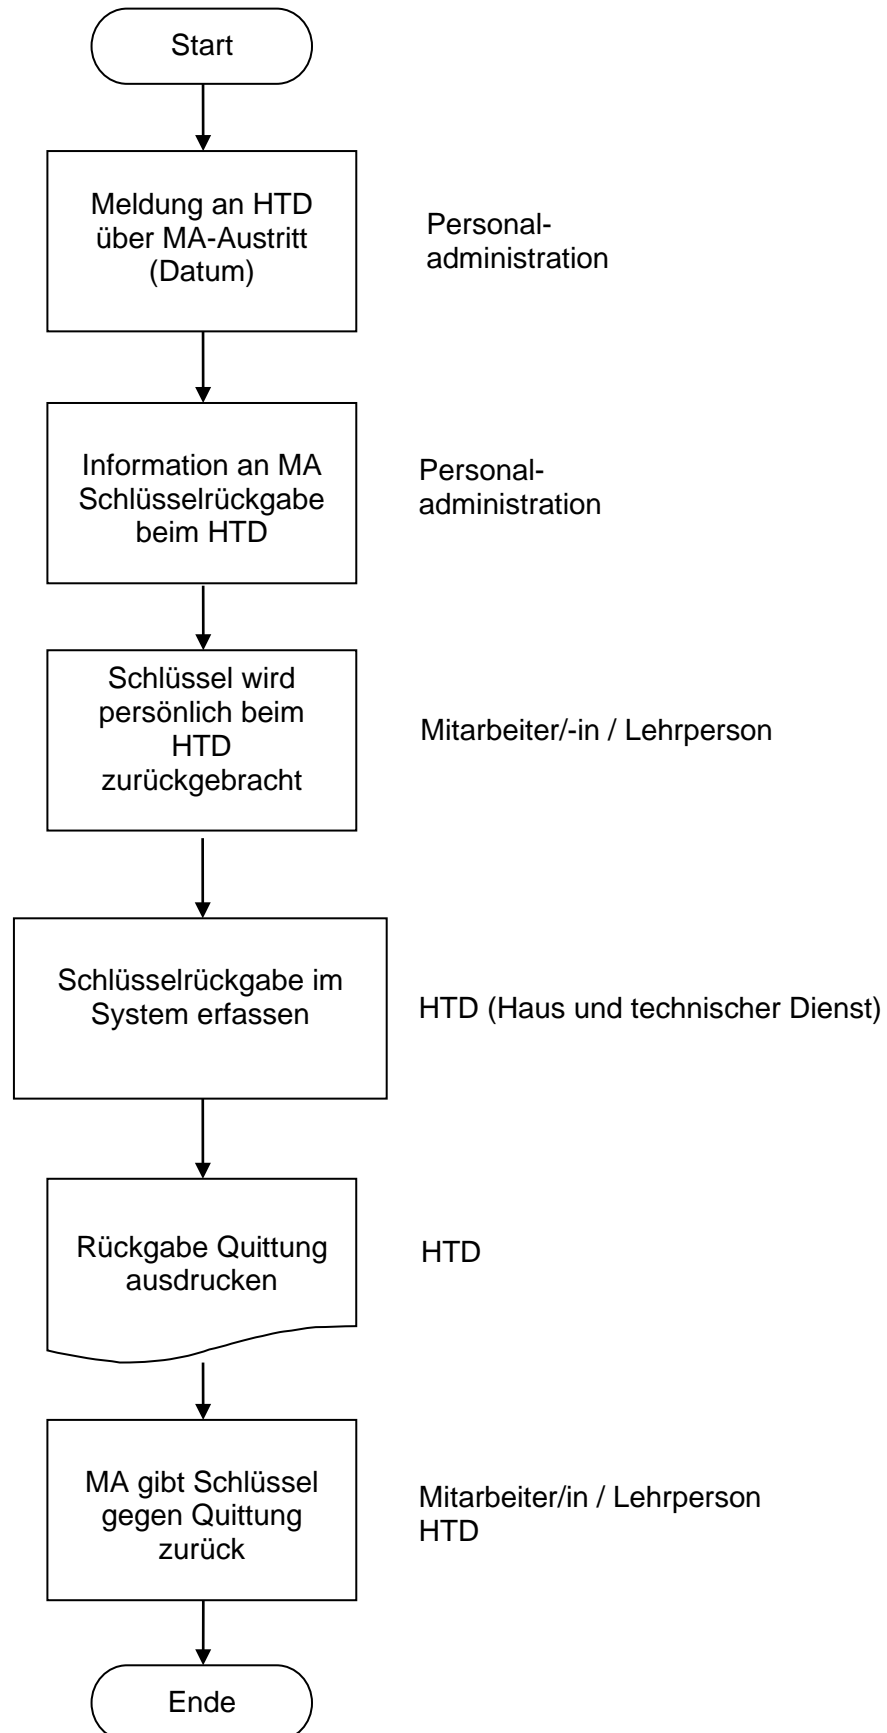 Start
Meldung an HTD
über MA-Austritt
(Datum)
Personal-
administration
Information an MA
Schlüsselrückgabe
beim HTD
Personal-
administration
Schlüssel wird
persönlich beim
HTD
zurückgebracht
Mitarbeiter/-in / Lehrperson
Schlüsselrückgabe im
System erfassen
HTD (Haus und technischer Dienst)
Rückgabe Quittung
ausdrucken
HTD
MA gibt Schlüssel
gegen Quittung
zurück
Mitarbeiter/in / Lehrperson
HTD
Ende